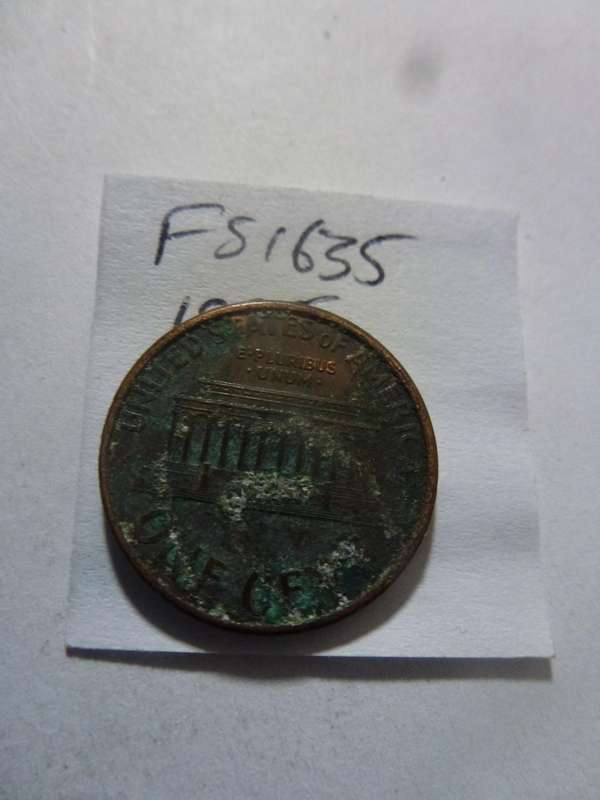 FS1635
UNITED STATES OF AMERICA
E·PLURIBUS
·UNUM·
ONE CENT